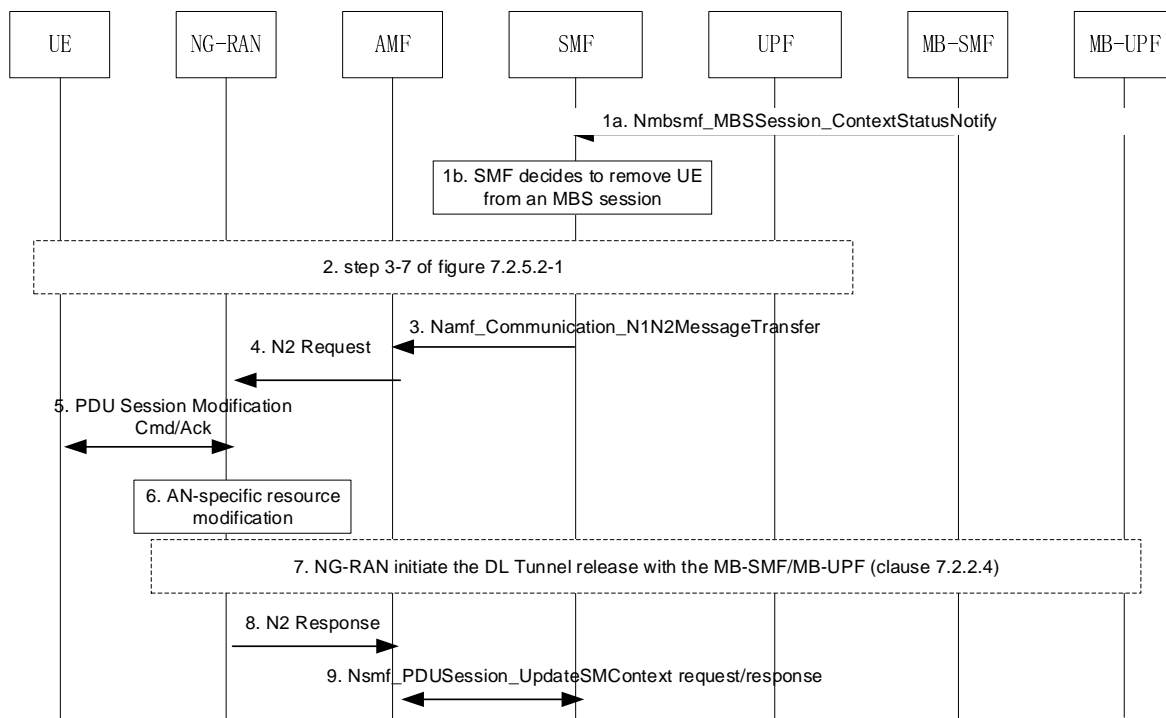 UE
NG-RAN
AMF
SMF
UPF
MB-SMF
MB-UPF
1a. Nmbsmf_MBSSession_ContextStatusNotify
1b. SMF decides to remove UE
from an MBS session
2. step 3-7 of figure 7.2.5.2-1
3. Namf_Communication_N1N2MessageTransfer
4. N2 Request
5. PDU Session Modification
Cmd/Ack
6. AN-specific resource
modification
7. NG-RAN initiate the DL Tunnel release with the MB-SMF/MB-UPF (clause 7.2.2.4)
8. N2 Response
9. Nsmf_PDUSession_UpdateSMContext request/response